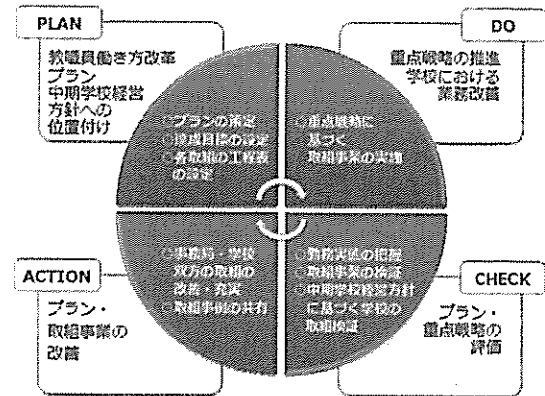 PLAN
教職員働き方改革
プラン
中期学校経営
方針への
位置付け
DO
重点戦略の推進
学校における
業務改善
○プランの策定
○達成目標の設定
○各取組の工程表
の設定
○重点戦略に
基づく
取組事業の実施
○事務局・学校
双方の取組の
改善・充実
○取組事例の共有
○勤務実態の把握
○取組事業の検証
○中期学校経営方針
に基づく学校の
取組検証
ACTION
プラン・
取組事業の
改善
CHECK
プラン・
重点戦略の
評価